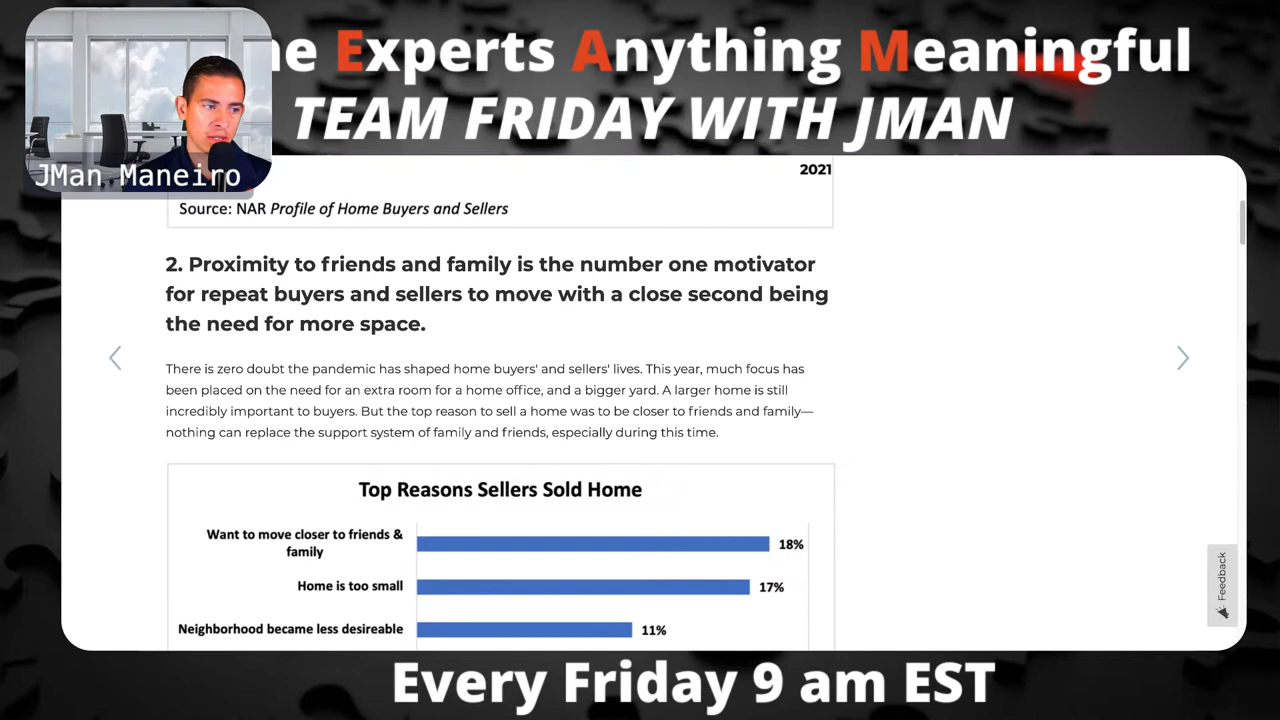 ne Experts Anything Meaningful
TEAM FRIDAY WITH JMAN
JMan Maneiro
2021
Source: NAR Profile of Home Buyers and Sellers
2. Proximity to friends and family is the number one motivator
for repeat buyers and sellers to move with a close second being
the need for more space.
There is zero doubt the pandemic has shaped home buyers' and sellers' lives. This year, much focus has
been placed on the need for an extra room for a home office, and a bigger yard. A larger home is still
incredibly important to buyers. But the top reason to sell a home was to be closer to friends and family—
nothing can replace the support system of family and friends, especially during this time.
Top Reasons Sellers Sold Home
Want to move closer to friends &
family
18%
Home is too small
17%
Neighborhood became less desireable
11%
Feedback
Every Friday 9 am EST